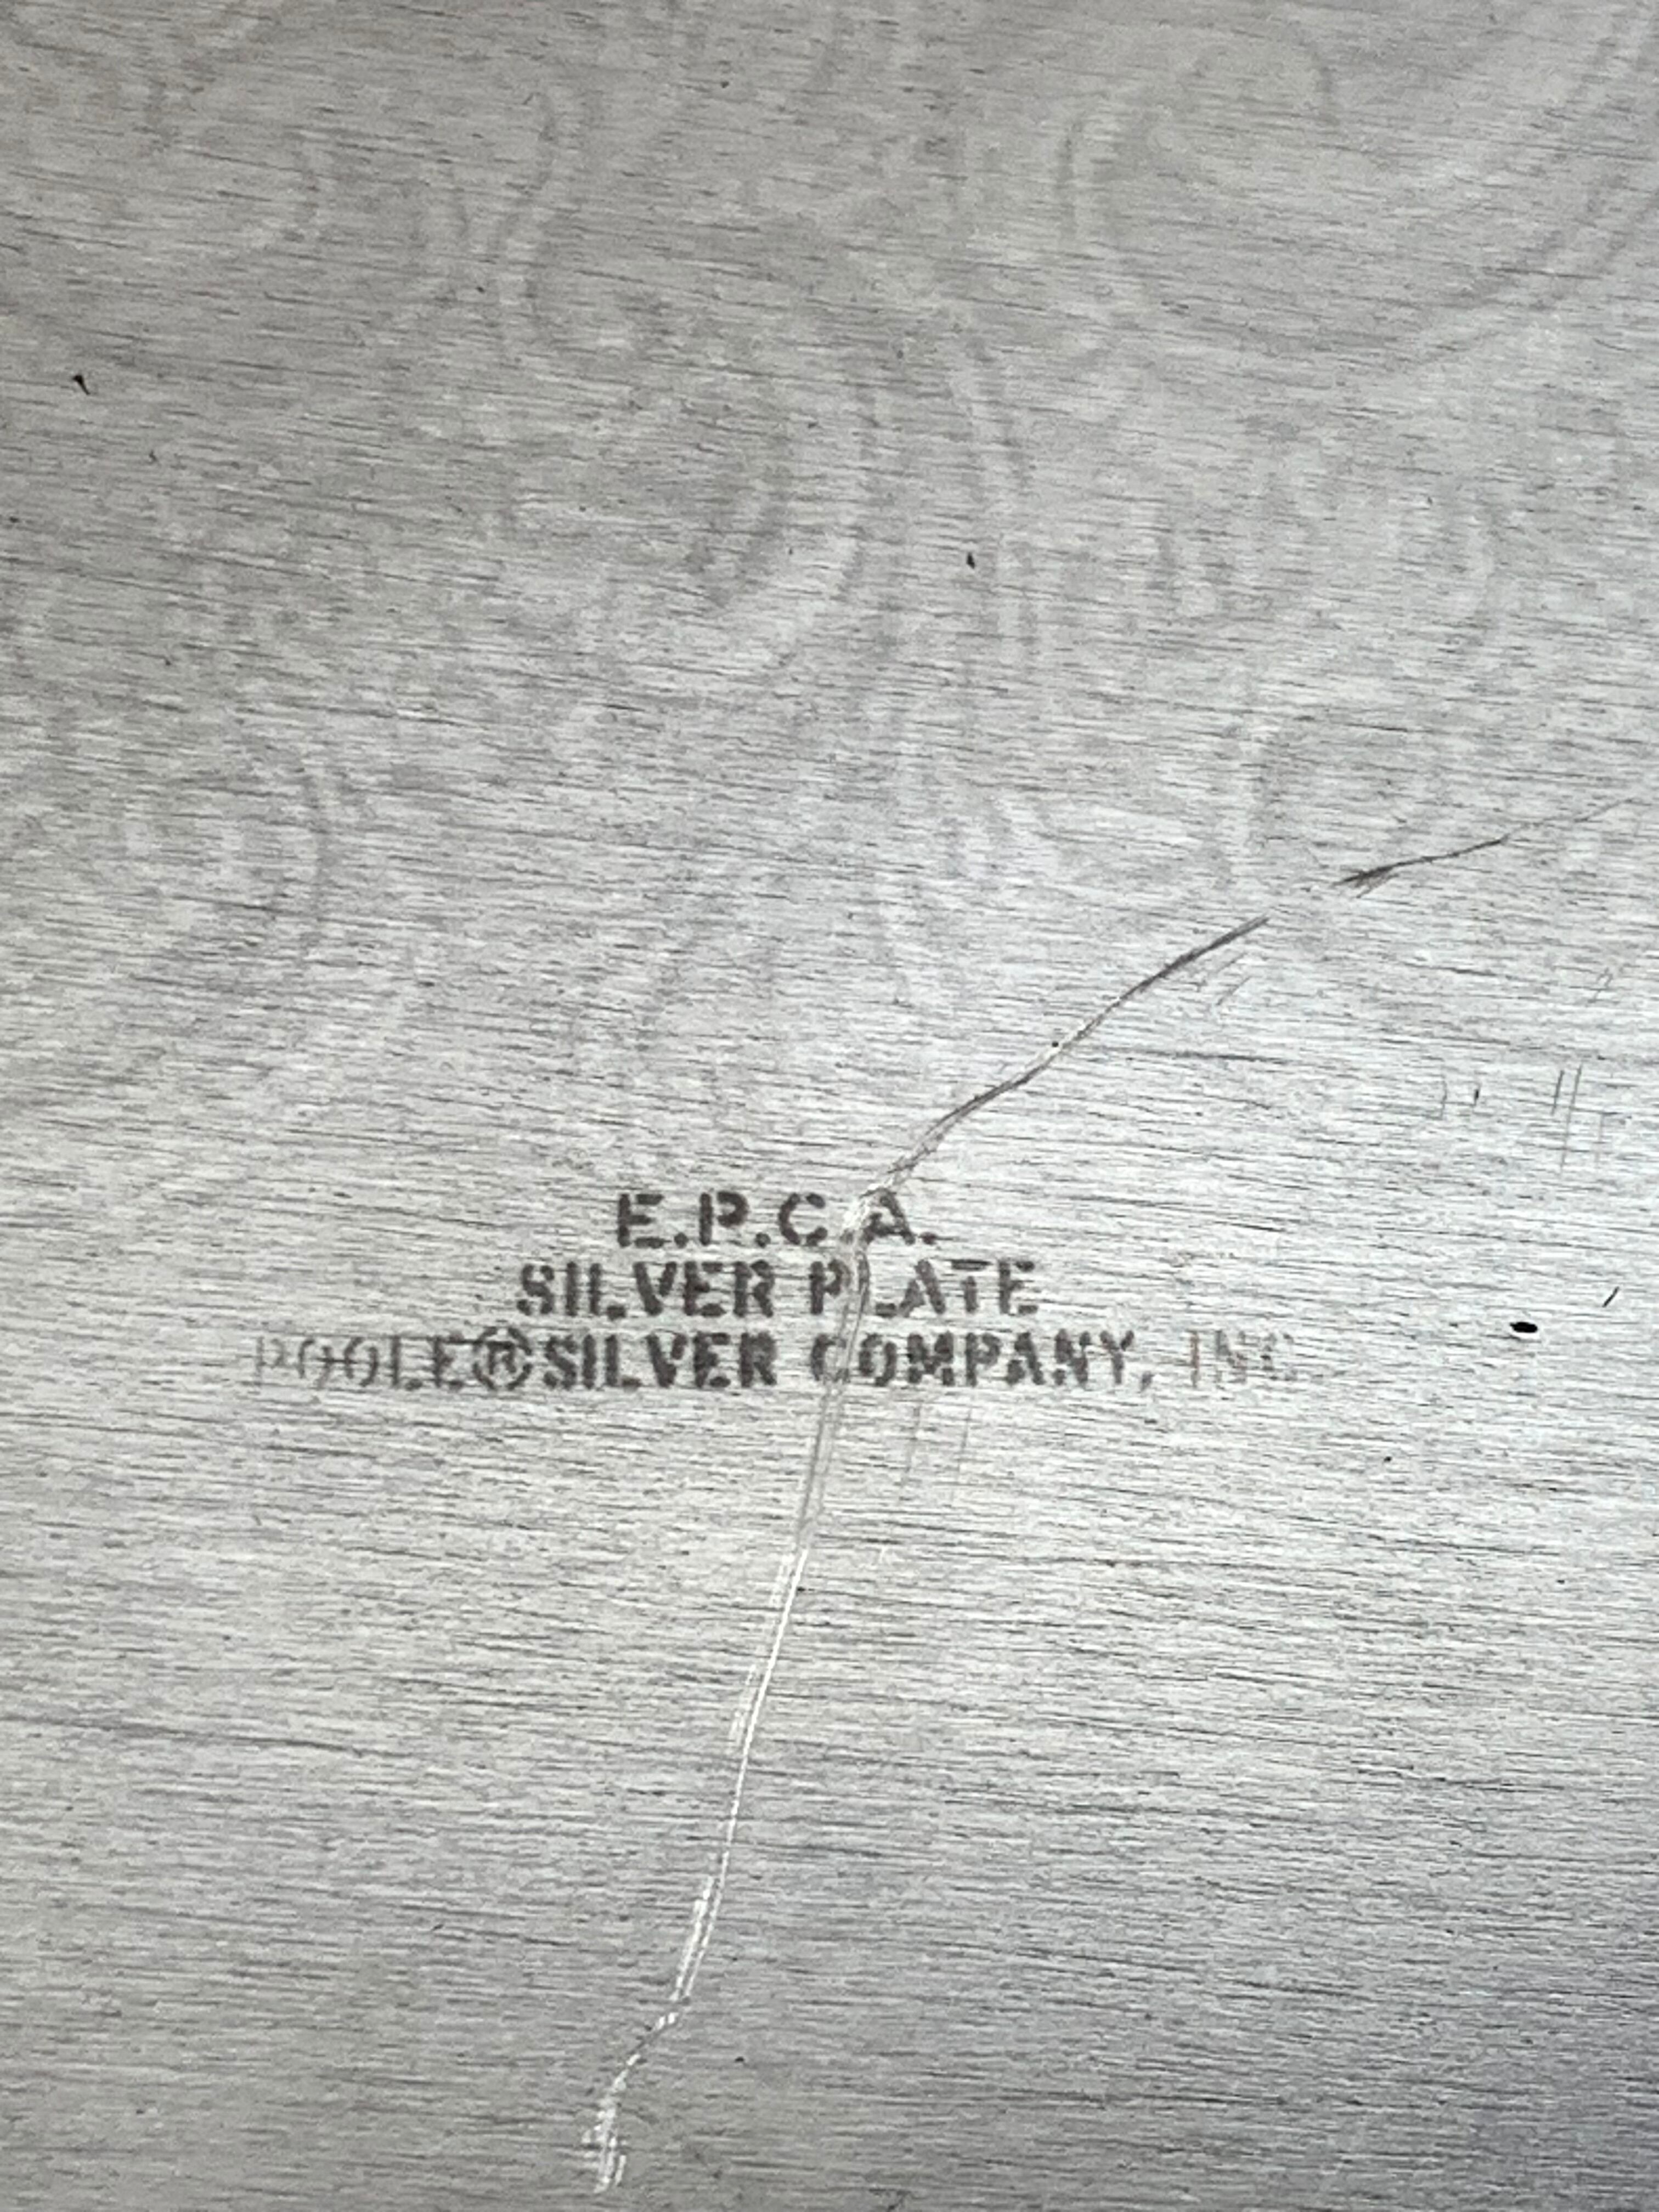 E.P.C.A.
SILVER PLATE
POOLE®SILVER COMPANY, INC.